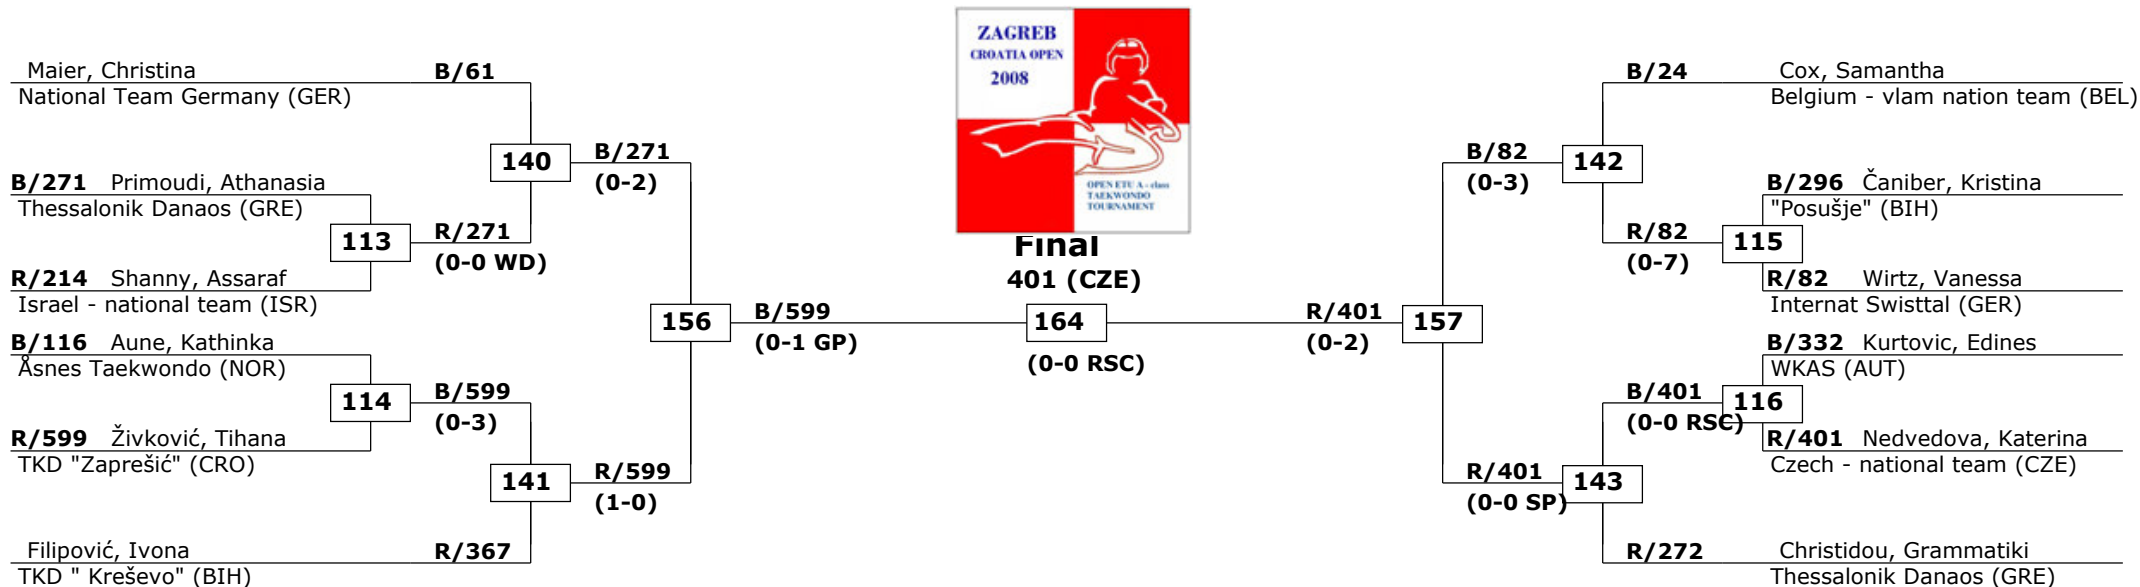 ZAGREB
CROATIA OPEN
2008
OPEN ETU A - class
TAEKWONDO
TOURNAMENT
Maier, Christina B/61
National Team Germany (GER)
140
B/271
(0-2)
B/271 Primoudi, Athanasia
Thessalonik Danaos (GRE)
113
R/271
(0-0 WD)
R/214 Shanny, Assaraf
Israel - national team (ISR)
156
B/599
(0-1 GP)
B/116 Aune, Kathinka
Åsnes Taekwondo (NOR)
114
B/599
(0-3)
R/599 Živković, Tihana
TKD "Zaprešić" (CRO)
141
R/599
(1-0)
Filipović, Ivona R/367
TKD " Kreševo" (BIH)
Final
401 (CZE)
164
(0-0 RSC)
B/24 Cox, Samantha
Belgium - vlam nation team (BEL)
B/82
(0-3)
142
B/296 Čaniber, Kristina
"Posušje" (BIH)
R/82
(0-7)
115
R/82 Wirtz, Vanessa
Internat Swisttal (GER)
R/401
(0-2)
157
B/332 Kurtovic, Edines
WKAS (AUT)
B/401
(0-0 RSC)
116
R/401 Nedvedova, Katerina
Czech - national team (CZE)
R/401
(0-0 SP)
143
R/272 Christidou, Grammatiki
Thessalonik Danaos (GRE)